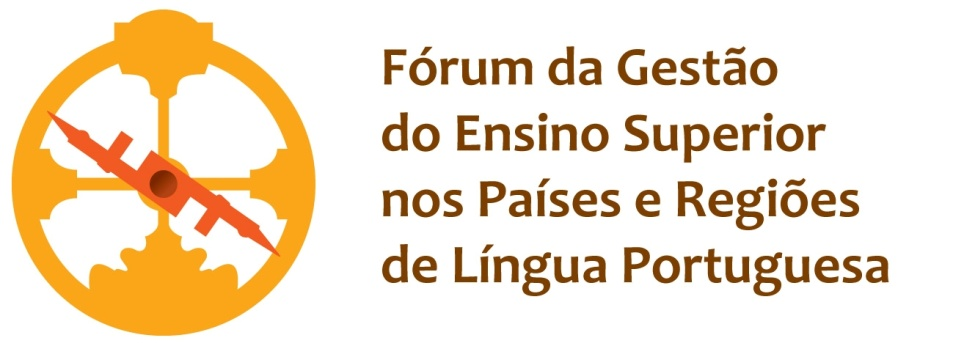 Fórum da Gestão
do Ensino Superior
nos Países e Regiões
de Língua Portuguesa